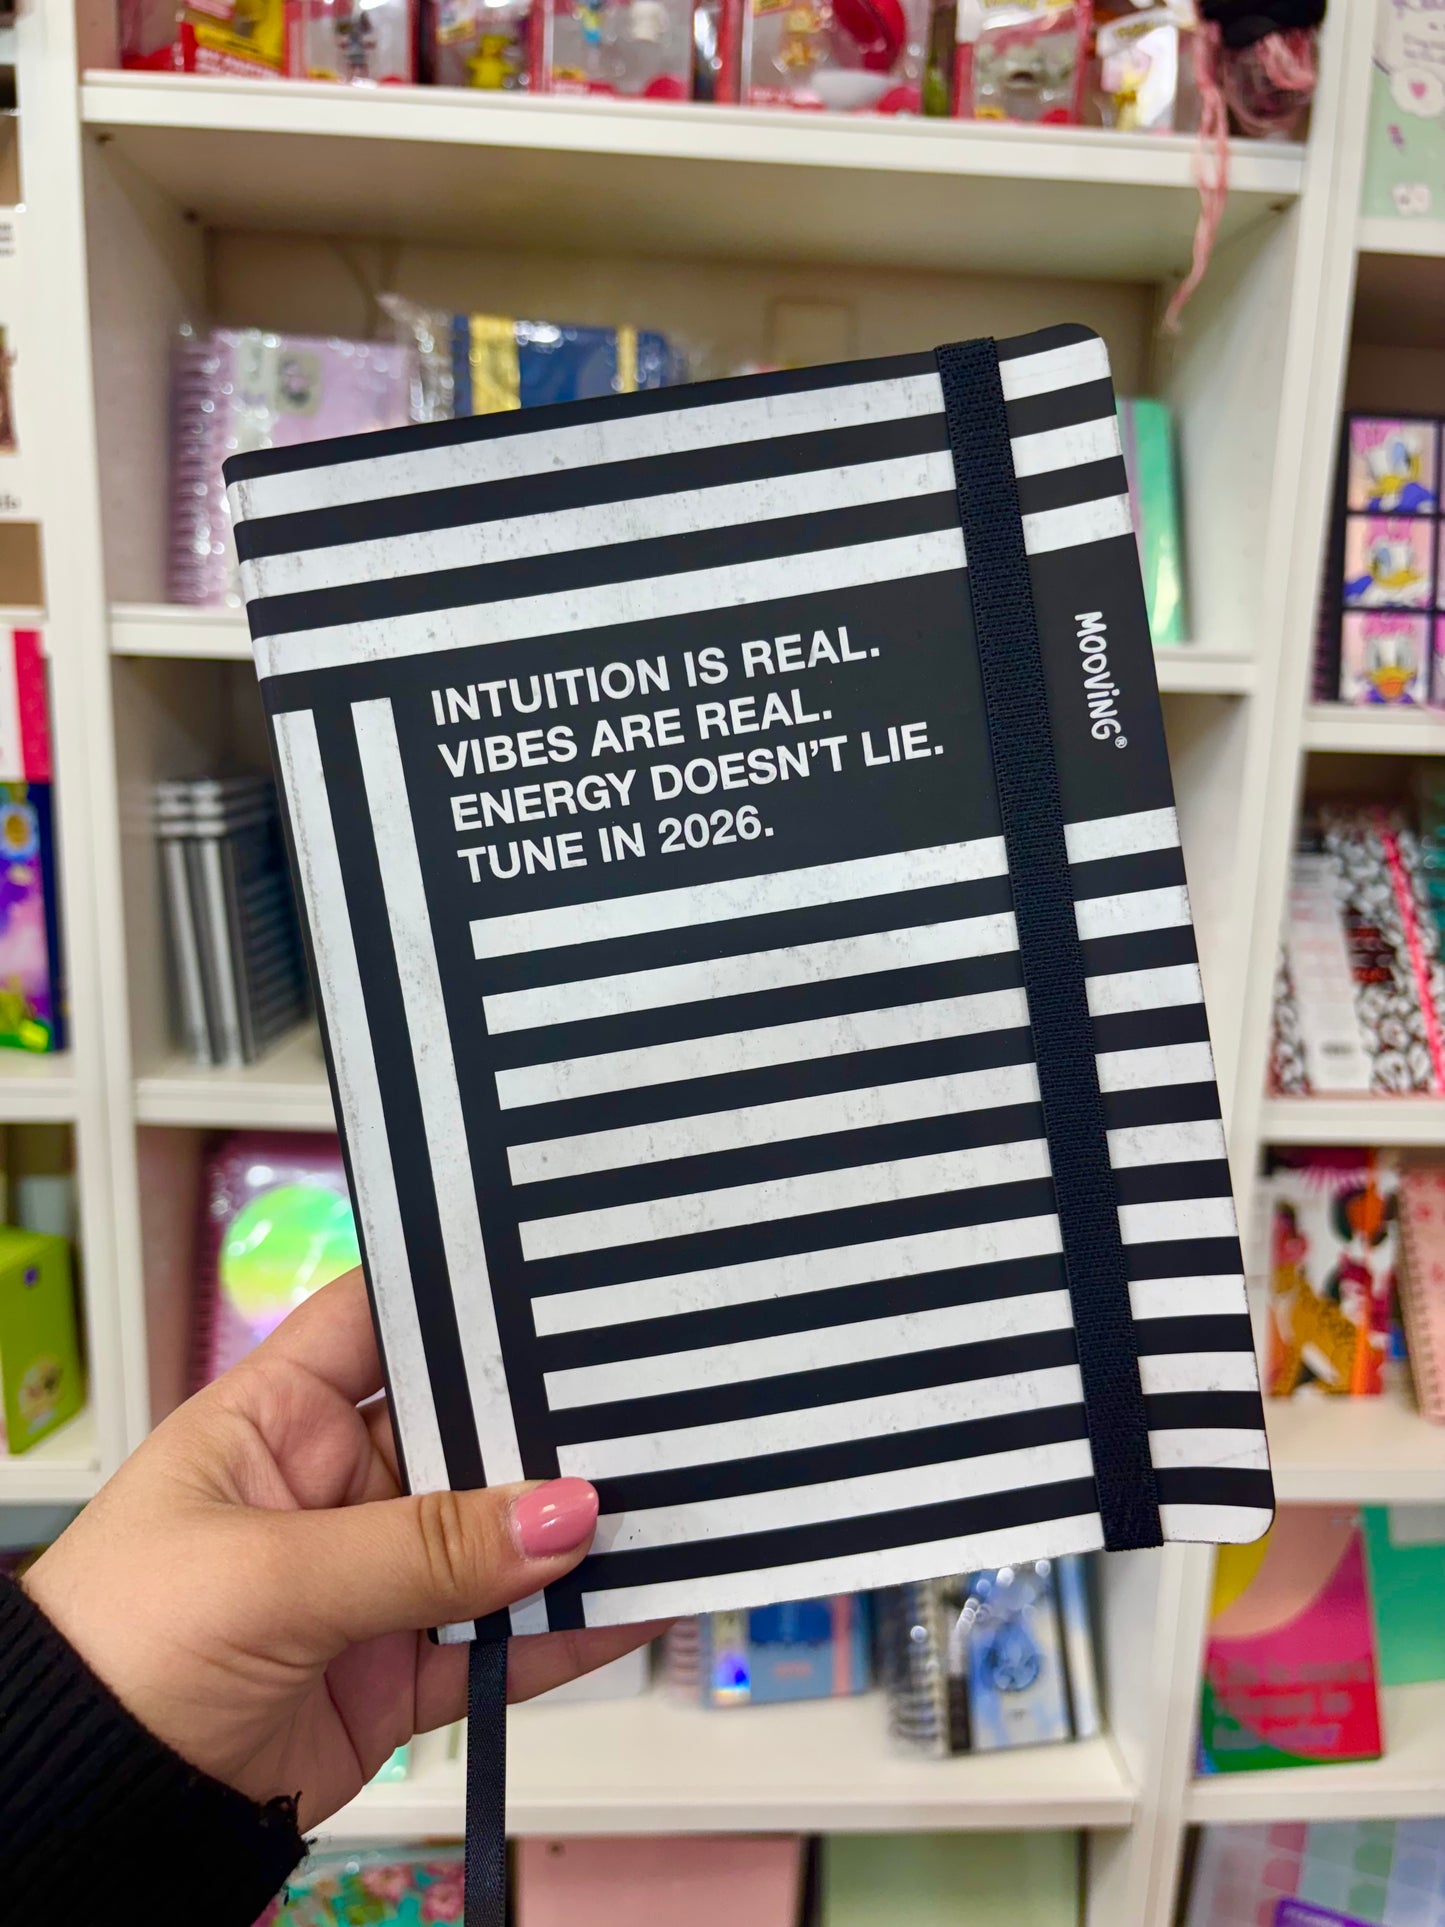 INTUITION IS REAL.
VIBES ARE REAL.
ENERGY DOESN'T LIE.
TUNE IN 2026.
MOOViNG®